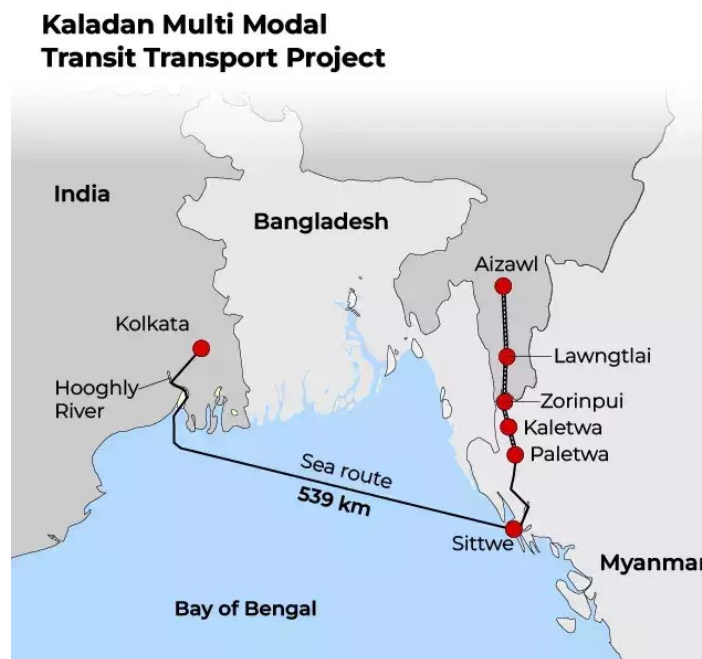 Kaladan Multi Modal
Transit Transport Project
India
Bangladesh
Aizawl
Kolkata
Lawngtlai
Hooghly
River
Zorinpui
Kaletwa
Paletwa
Sea route
539 km
Sittwe
Myanmar
Bay of Bengal